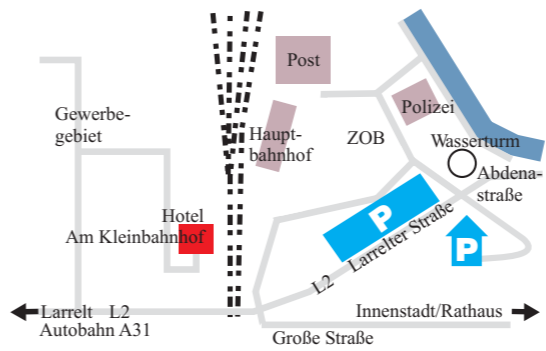 Post
Gewerbe-
gebiet
Polizei
Haupt-
bahnhof
ZOB
Wasserturm
Abdena-
straße
Hotel
Am Kleinbahnhof
P
L2 Larrelter Straße
P
Larrelt L2
Autobahn A31
Innenstadt/Rathaus
Große Straße